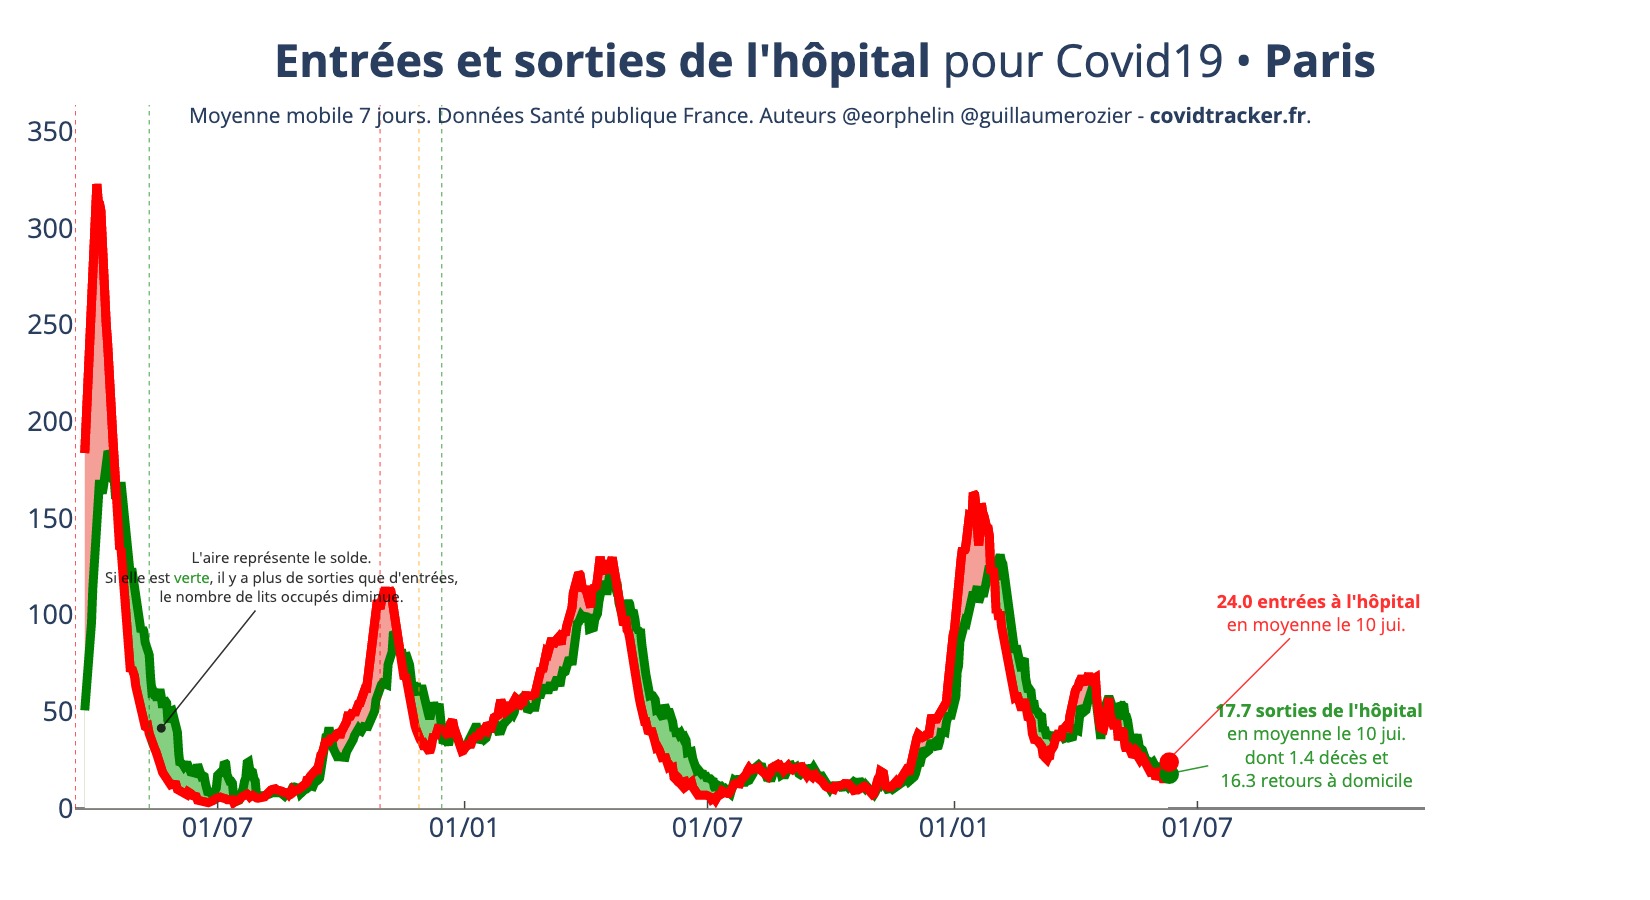 Entrées et sorties de l'hôpital pour Covid19 • Paris
Moyenne mobile 7 jours. Données Santé publique France. Auteurs @eorphelin @guillaumerozier - covidtracker.fr.
350
300
250
200
150
100
50
0
L'aire représente le solde.
Si elle est verte, il y a plus de sorties que d'entrées,
le nombre de lits occupés diminue.
24.0 entrées à l'hôpital
en moyenne le 10 jui.
17.7 sorties de l'hôpital
en moyenne le 10 jui.
dont 1.4 décès et
16.3 retours à domicile
01/07
01/01
01/07
01/01
01/07